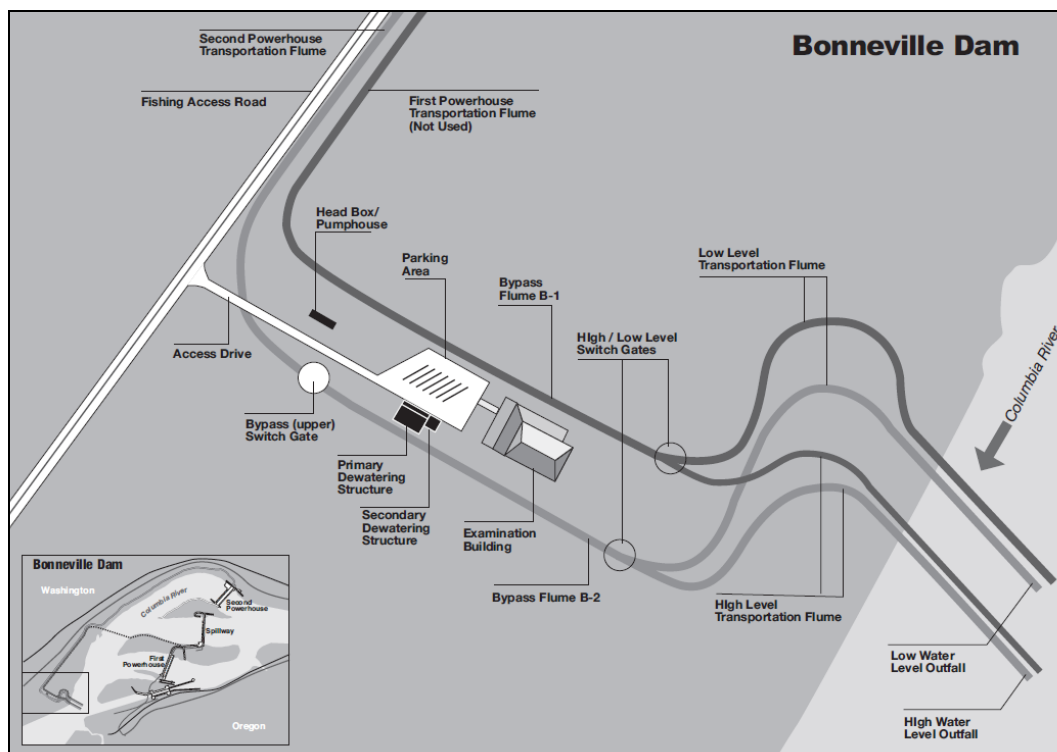 Bonneville Dam
Second Powerhouse
Transportation Flume
Fishing Access Road
First Powerhouse
Transportation Flume
(Not Used)
Head Box/
Pumphouse
Parking
Area
Bypass
Flume B-1
Low Level
Transportation Flume
HIgh / Low Level
Switch Gates
Columbia River
Access Drive
Bypass (upper)
Switch Gate
Primary
Dewatering
Structure
Secondary
Dewatering
Structure
Examination
Building
Bypass Flume B-2
HIgh Level
Transportation Flume
Low Water
Level Outfall
HIgh Water
Level Outfall
Bonneville Dam
Washington
Columbia River
Second
Powerhouse
Spillway
First
Powerhouse
Oregon